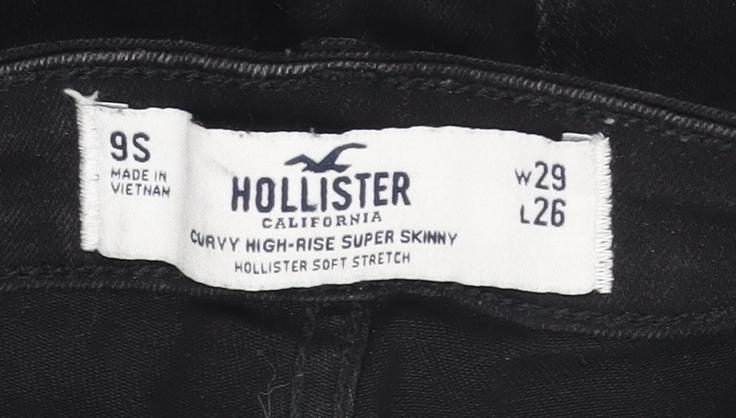 9S
MADE IN
VIETNAM
HOLLISTER
CALIFORNIA
CURVY HIGH-RISE SUPER SKINNY
HOLLISTER SOFT STRETCH
W29
L26